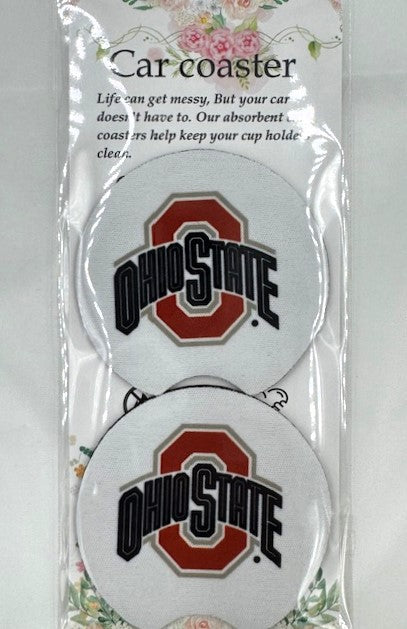 Car coaster
Life can get messy, But your car
doesn't have to. Our absorbent
coasters help keep your cup
clean.
OHIO STATE
OHIO STATE